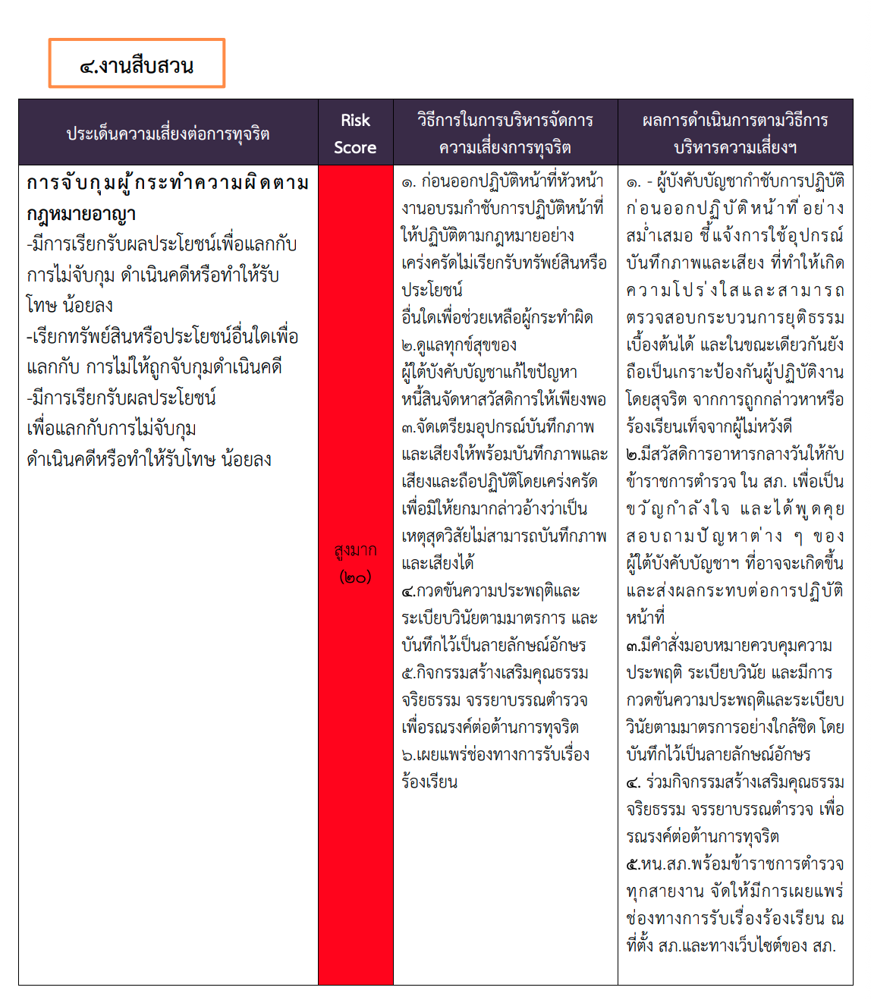 ๔.งานสืบสวน
ประเด็นความเสี่ยงต่อการทุจริต
Risk
Score
วิธีการในการบริหารจัดการ
ความเสี่ยงการทุจริต
ผลการดำเนินการตามวิธีการ
บริหารความเสี่ยงฯ
การจับกุมผู้กระทำความผิดตาม
กฎหมายอาญา
-มีการเรียกรับผลประโยชน์เพื่อแลกกับ
การไม่จับกุม ดำเนินคดีหรือทำให้รับ
โทษ น้อยลง
-เรียกทรัพย์สินหรือประโยชน์อื่นใดเพื่อ
แลกกับ การไม่ให้ถูกจับกุมดำเนินคดี
-มีการเรียกรับผลประโยชน์
เพื่อแลกกับการไม่จับกุม
ดำเนินคดีหรือทำให้รับโทษ น้อยลง
สูงมาก
(๒๐)
๑. ก่อนออกปฏิบัติหน้าที่หัวหน้า
งานอบรมกำชับการปฏิบัติหน้าที่
ให้ปฏิบัติตามกฎหมายอย่าง
เคร่งครัดไม่เรียกรับทรัพย์สินหรือ
ประโยชน์
อื่นใดเพื่อช่วยเหลือผู้กระทำผิด
๒.ดูแลทุกข์สุขของ
ผู้ใต้บังคับบัญชาแก้ไขปัญหา
หนี้สินจัดหาสวัสดิการให้เพียงพอ
๓.จัดเตรียมอุปกรณ์บันทึกภาพ
และเสียงให้พร้อมบันทึกภาพและ
เสียงและถือปฏิบัติโดยเคร่งครัด
เพื่อมิให้ยกมากล่าวอ้างว่าเป็น
เหตุสุดวิสัยไม่สามารถบันทึกภาพ
และเสียงได้
๔.กวดขันความประพฤติและ
ระเบียบวินัยตามมาตรการ และ
บันทึกไว้เป็นลายลักษณ์อักษร
๕.กิจกรรมสร้างเสริมคุณธรรม
จริยธรรม จรรยาบรรณตำรวจ
เพื่อรณรงค์ต่อต้านการทุจริต
๖.เผยแพร่ช่องทางการรับเรื่อง
ร้องเรียน
๑. - ผู้บังคับบัญชากำชับการปฏิบัติ
ก่อนออกปฏิบัติหน้าที่อย่าง
สม่ำเสมอ ชี้แจ้งการใช้อุปกรณ์
บันทึกภาพและเสียง ที่ทำให้เกิด
ความโปร่งใสและสามารถ
ตรวจสอบกระบวนการยุติธรรม
เบื้องต้นได้ และในขณะเดียวกันยัง
ถือเป็นเกราะป้องกันผู้ปฏิบัติงาน
โดยสุจริต จากการถูกกล่าวหาหรือ
ร้องเรียนเท็จจากผู้ไม่หวังดี
๒.มีสวัสดิการอาหารกลางวันให้กับ
ข้าราชการตำรวจ ใน สภ. เพื่อเป็น
ขวัญกำลังใจ และได้พูดคุย
สอบถามปัญหาต่าง ๆ ของ
ผู้ใต้บังคับบัญชาฯ ที่อาจจะเกิดขึ้น
และส่งผลกระทบต่อการปฏิบัติ
หน้าที่
๓.มีคำสั่งมอบหมายควบคุมความ
ประพฤติ ระเบียบวินัย และมีการ
กวดขันความประพฤติและระเบียบ
วินัยตามมาตรการอย่างใกล้ชิด โดย
บันทึกไว้เป็นลายลักษณ์อักษร
๔. ร่วมกิจกรรมสร้างเสริมคุณธรรม
จริยธรรม จรรยาบรรณตำรวจ เพื่อ
รณรงค์ต่อต้านการทุจริต
๕.หน.สภ.พร้อมข้าราชการตำรวจ
ทุกสายงาน จัดให้มีการเผยแพร่
ช่องทางการรับเรื่องร้องเรียน ณ
ที่ตั้ง สภ.และทางเว็บไซต์ของ สภ.